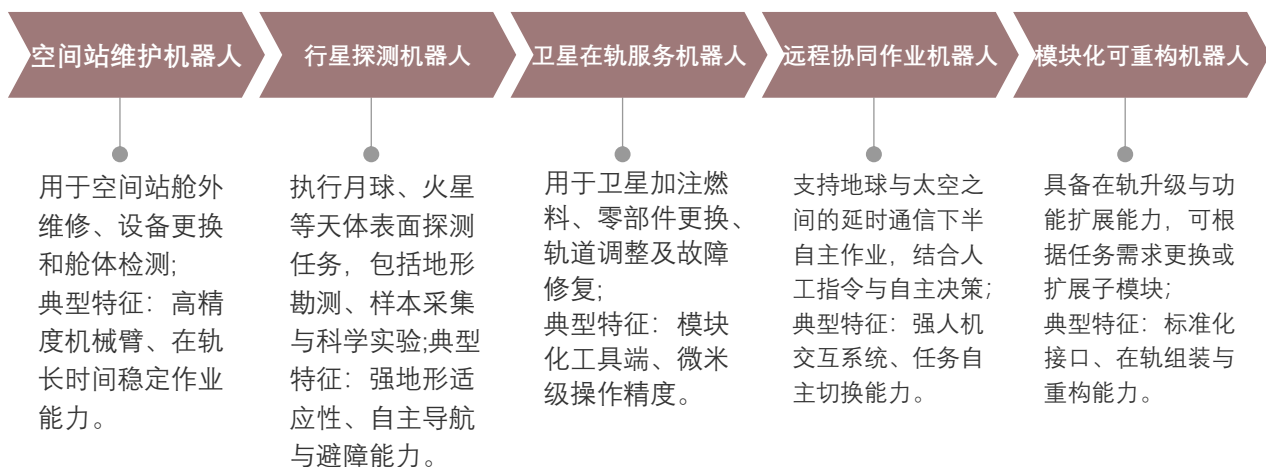 空间站维护机器人
行星探测机器人
卫星在轨服务机器人
远程协同作业机器人
模块化可重构机器人
用于空间站舱外
维修、设备更换
和舱体检测;
典型特征：高精
度机械臂、在轨
长时间稳定作业
能力。
执行月球、火星
等天体表面探测
任务，包括地形
勘测、样本采集
与科学实验;典型
特征：强地形适
应性、自主导航
与避障能力。
用于卫星加注燃
料、零部件更换、
轨道调整及故障
修复;
典型特征：模块
化工具端、微米
级操作精度。
支持地球与太空之
间的延时通信下半
自主作业，结合人
工指令与自主决策;
典型特征：强人机
交互系统、任务自
主切换能力。
具备在轨升级与功
能扩展能力，可根
据任务需求更换或
扩展子模块;
典型特征：标准化
接口、在轨组装与
重构能力。